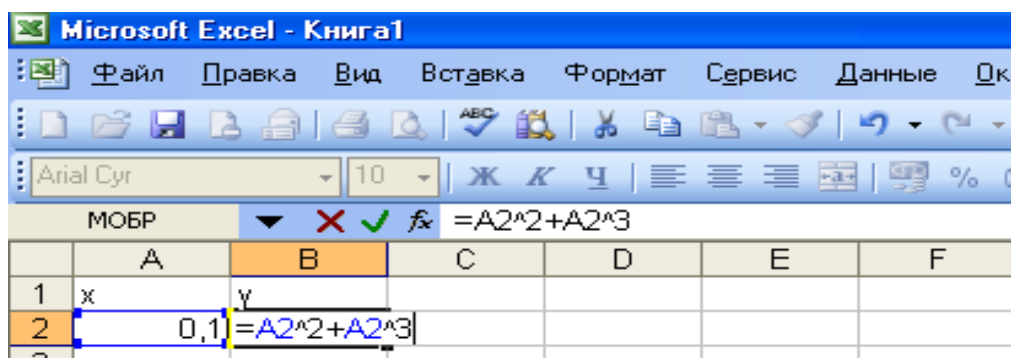 Microsoft Excel - Книга1
Файл Правка Вид Вставка Формат Сервис Данные Ок
ABC
Arial Cyr 10 Ж К Ч %
МОБР fx =A2^2+A2^3
A B C D E F
1 x y
2 0,1 =A2^2+A2^3